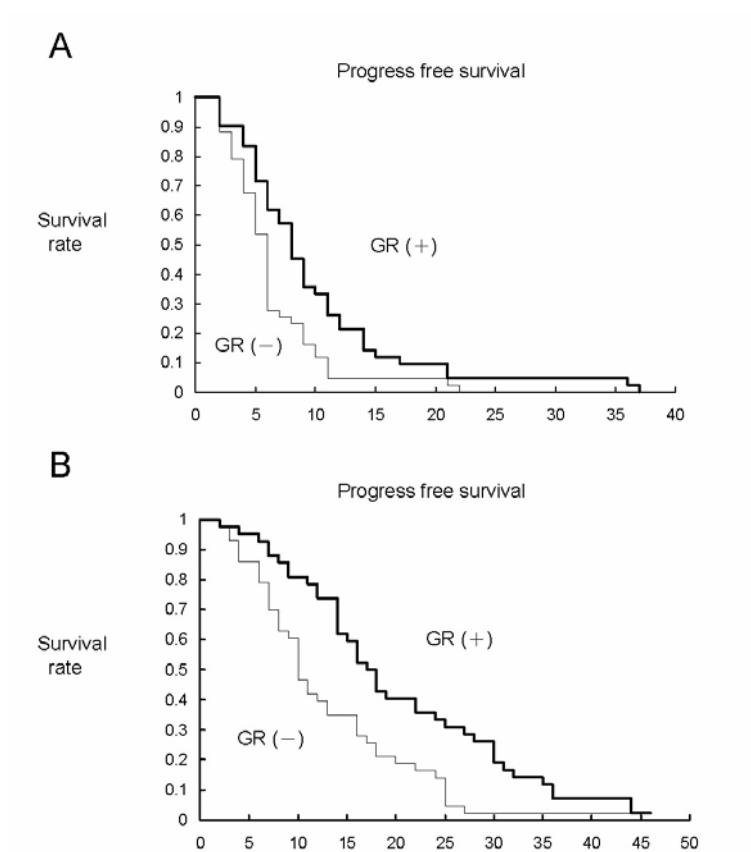 A
Progress free survival
1
0.9
0.8
0.7
0.6
0.5
0.4
0.3
0.2
0.1
0
Survival
rate
GR (+)
GR (−)
0 5 10 15 20 25 30 35 40
B
Progress free survival
1
0.9
0.8
0.7
0.6
0.5
0.4
0.3
0.2
0.1
0
Survival
rate
GR (+)
GR (−)
0 5 10 15 20 25 30 35 40 45 50